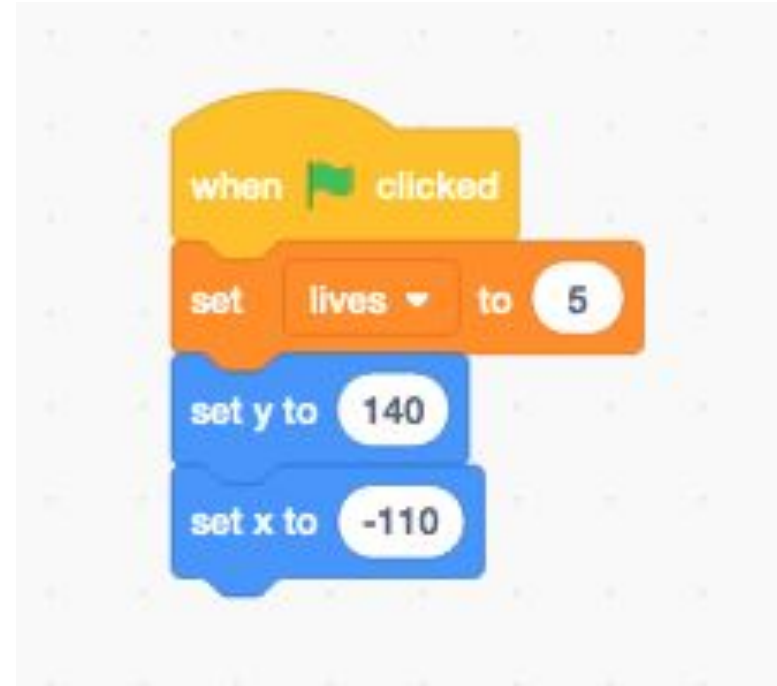 when clicked
set lives to 5
set y to 140
set x to -110